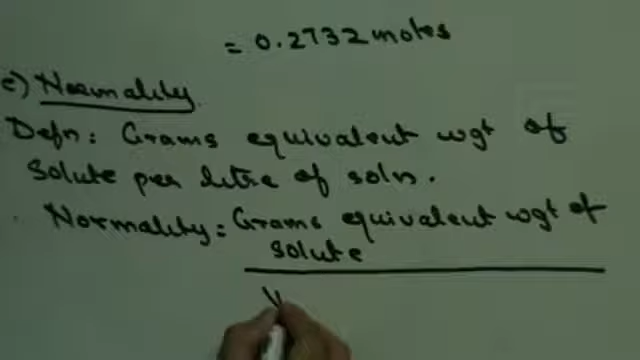 = 0.2732 moles
c) Normality.
Defn: Grams equivalent wgt of
Solute per litre of soln.
Normality = Grams equivalent wgt of
solute
V